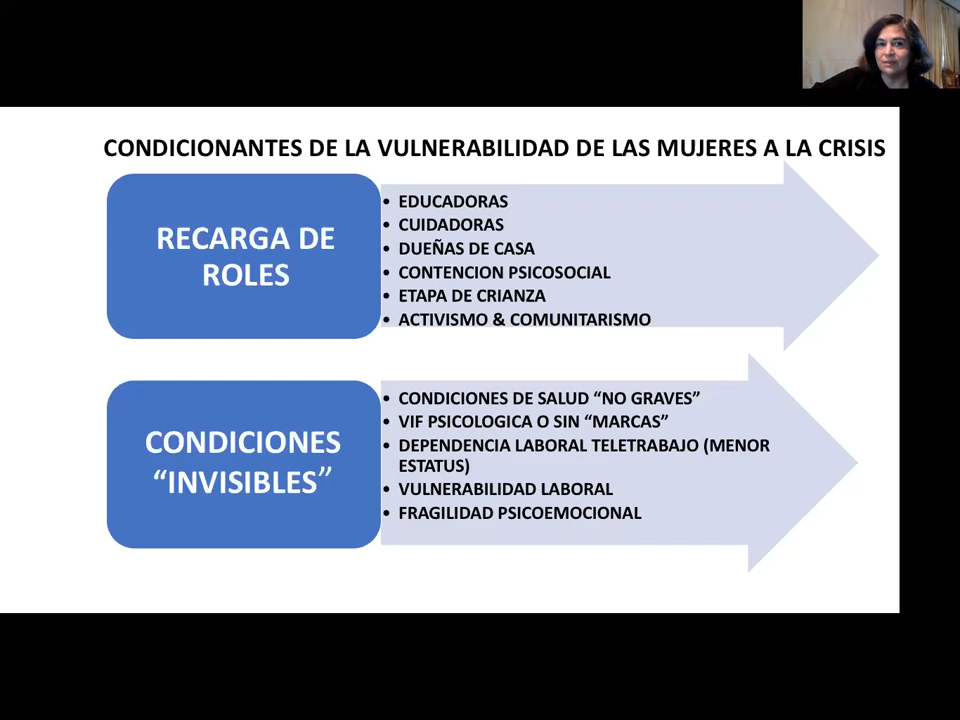 CONDICIONANTES DE LA VULNERABILIDAD DE LAS MUJERES A LA CRISIS
RECARGA DE
ROLES
• EDUCADORAS
• CUIDADORAS
• DUEÑAS DE CASA
• CONTENCION PSICOSOCIAL
• ETAPA DE CRIANZA
• ACTIVISMO & COMUNITARISMO
CONDICIONES
“INVISIBLES”
• CONDICIONES DE SALUD “NO GRAVES”
• VIF PSICOLOGICA O SIN “MARCAS”
• DEPENDENCIA LABORAL TELETRABAJO (MENOR
ESTATUS)
• VULNERABILIDAD LABORAL
• FRAGILIDAD PSICOEMOCIONAL